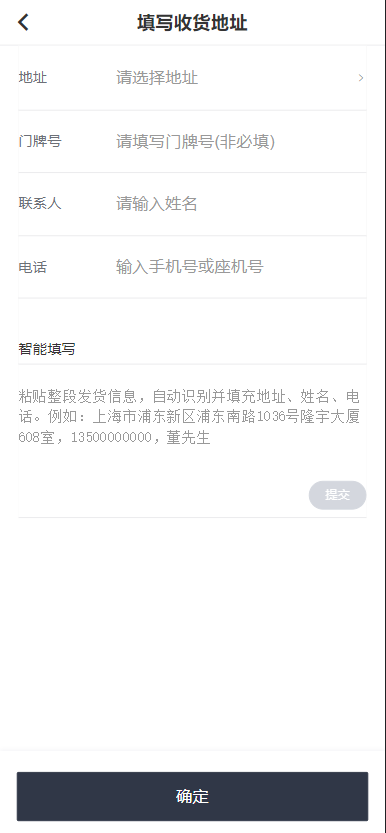 填写收货地址
地址 请选择地址
门牌号 请填写门牌号(非必填)
联系人 请输入姓名
电话 输入手机号或座机号
智能填写
粘贴整段发货信息，自动识别并填充地址、姓名、电
话。例如：上海市浦东新区浦东南路1036号隆宇大厦
608室，13500000000，董先生
提交
确定